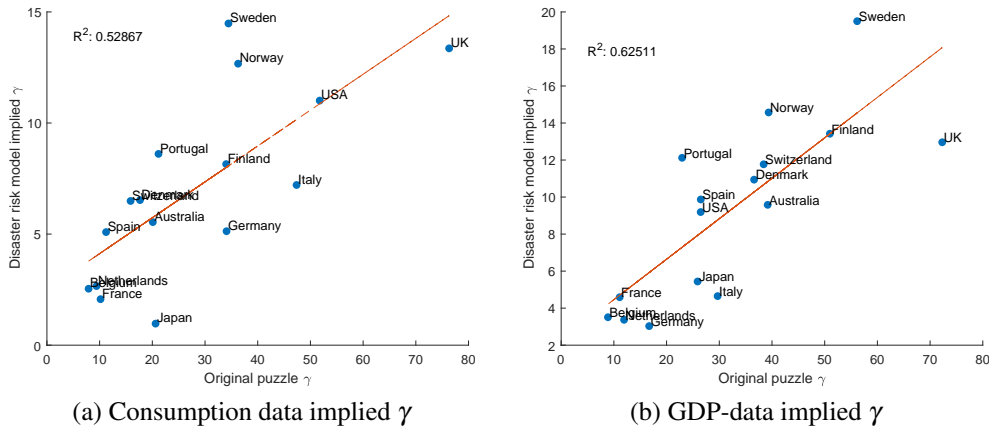 15
10
5
0
0 10 20 30 40 50 60 70 80
Disaster risk model implied γ
Original puzzle γ
R²: 0.52867
Sweden
UK
Norway
USA
Portugal
Finland
Italy
Denmark
Switzerland
Australia
Spain
Germany
Netherlands
Belgium
France
Japan
(a) Consumption data implied γ
20
18
16
14
12
10
8
6
4
2
0 10 20 30 40 50 60 70 80
Disaster risk model implied γ
Original puzzle γ
R²: 0.62511
Sweden
Norway
Finland
UK
Portugal
Switzerland
Denmark
Spain
Australia
USA
Japan
Italy
France
Belgium
Netherlands
Germany
(b) GDP-data implied γ